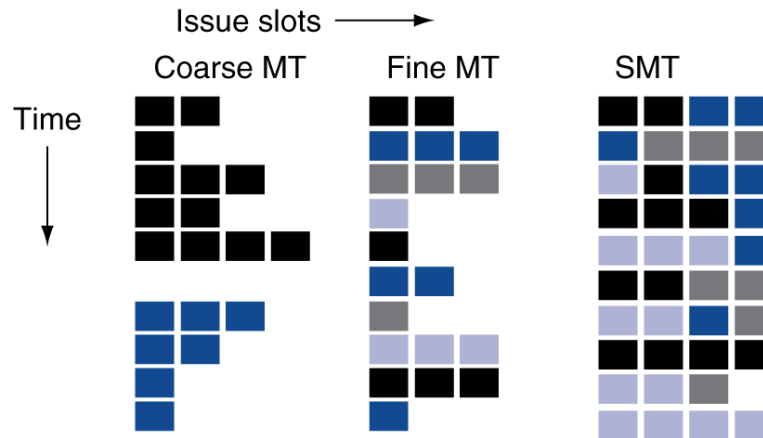 Issue slots
Coarse MT
Fine MT
SMT
Time